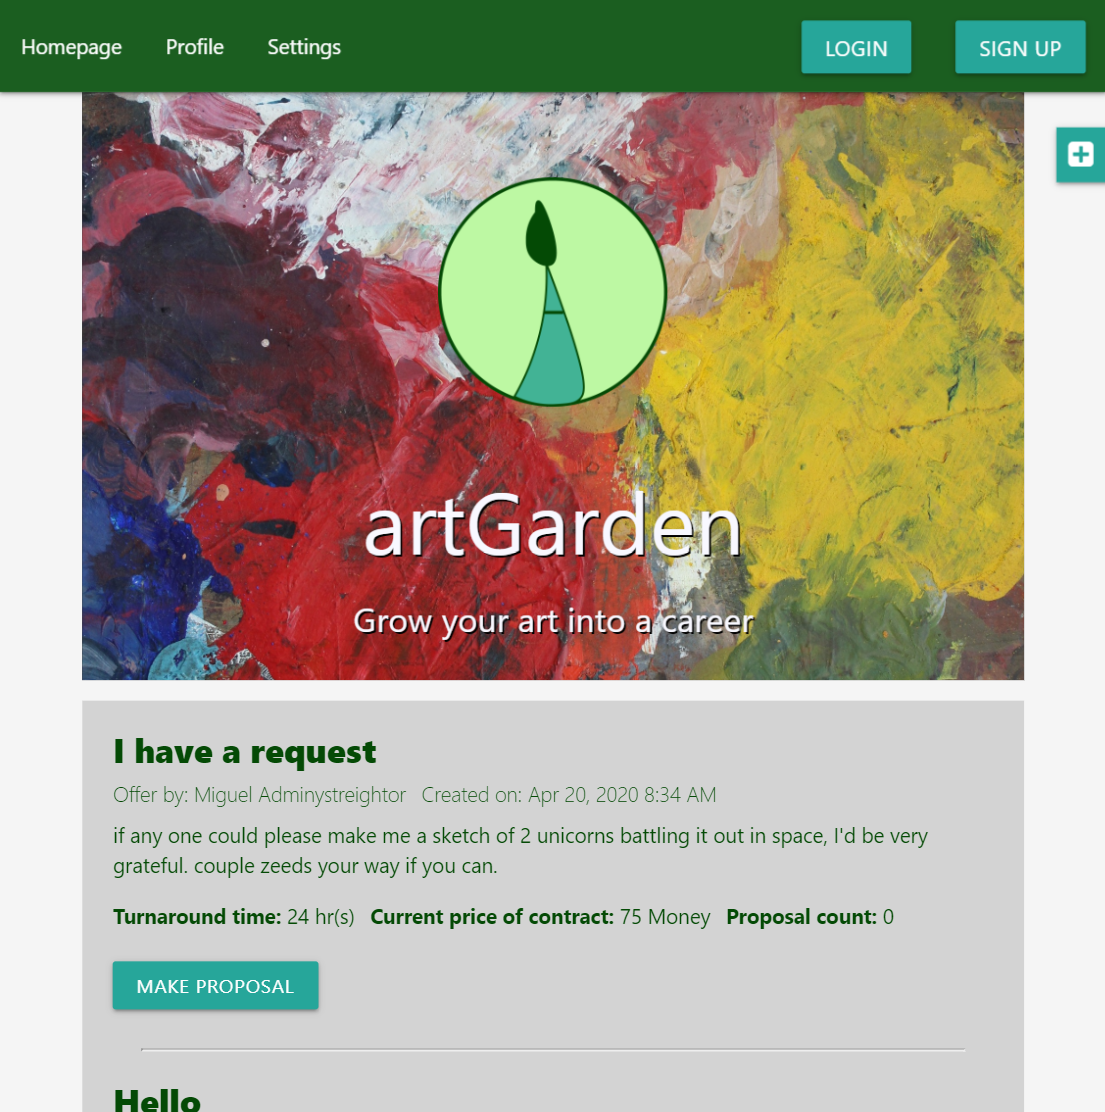 Homepage Profile Settings LOGIN SIGN UP
artGarden
Grow your art into a career
I have a request
Offer by: Miguel Adminystreightor Created on: Apr 20, 2020 8:34 AM
if any one could please make me a sketch of 2 unicorns battling it out in space, I'd be very
grateful. couple zeeds your way if you can.
Turnaround time: 24 hr(s) Current price of contract: 75 Money Proposal count: 0
MAKE PROPOSAL
Hello